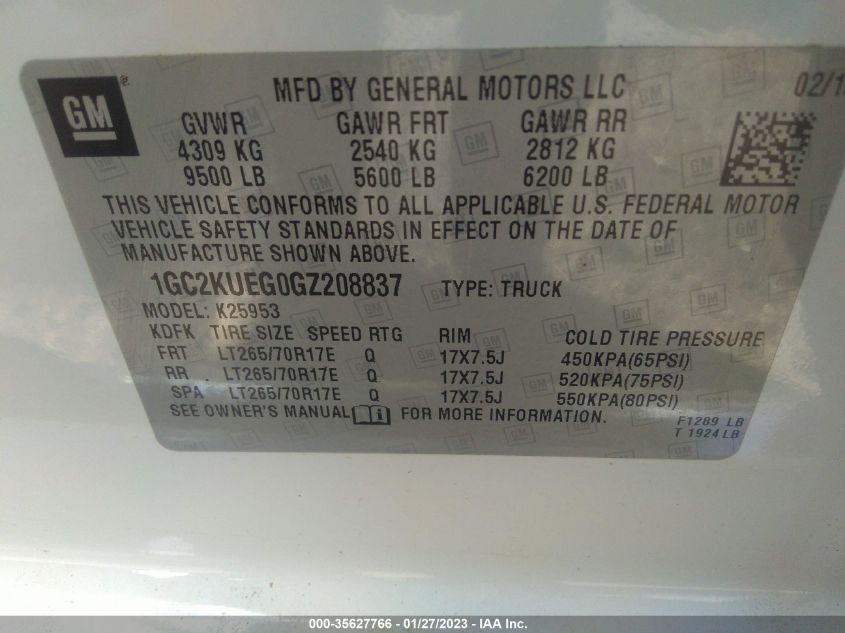 GM ®
MFD BY GENERAL MOTORS LLC 02/1
GVWR GAWR FRT GAWR RR
4309 KG 2540 KG 2812 KG
9500 LB 5600 LB 6200 LB
THIS VEHICLE CONFORMS TO ALL APPLICABLE U.S. FEDERAL MOTOR
VEHICLE SAFETY STANDARDS IN EFFECT ON THE DATE OF
MANUFACTURE SHOWN ABOVE.
1GC2KUEG0GZ208837 TYPE: TRUCK
MODEL: K25953
KDFK TIRE SIZE SPEED RTG RIM COLD TIRE PRESSURE
FRT LT265/70R17E Q 17X7.5J 450KPA(65PSI)
RR LT265/70R17E Q 17X7.5J 520KPA(75PSI)
SPA LT265/70R17E Q 17X7.5J 550KPA(80PSI)
SEE OWNER'S MANUAL FOR MORE INFORMATION.
F1289 LB
T 1924LB
000-35627766 - 01/27/2023 - IAA Inc.